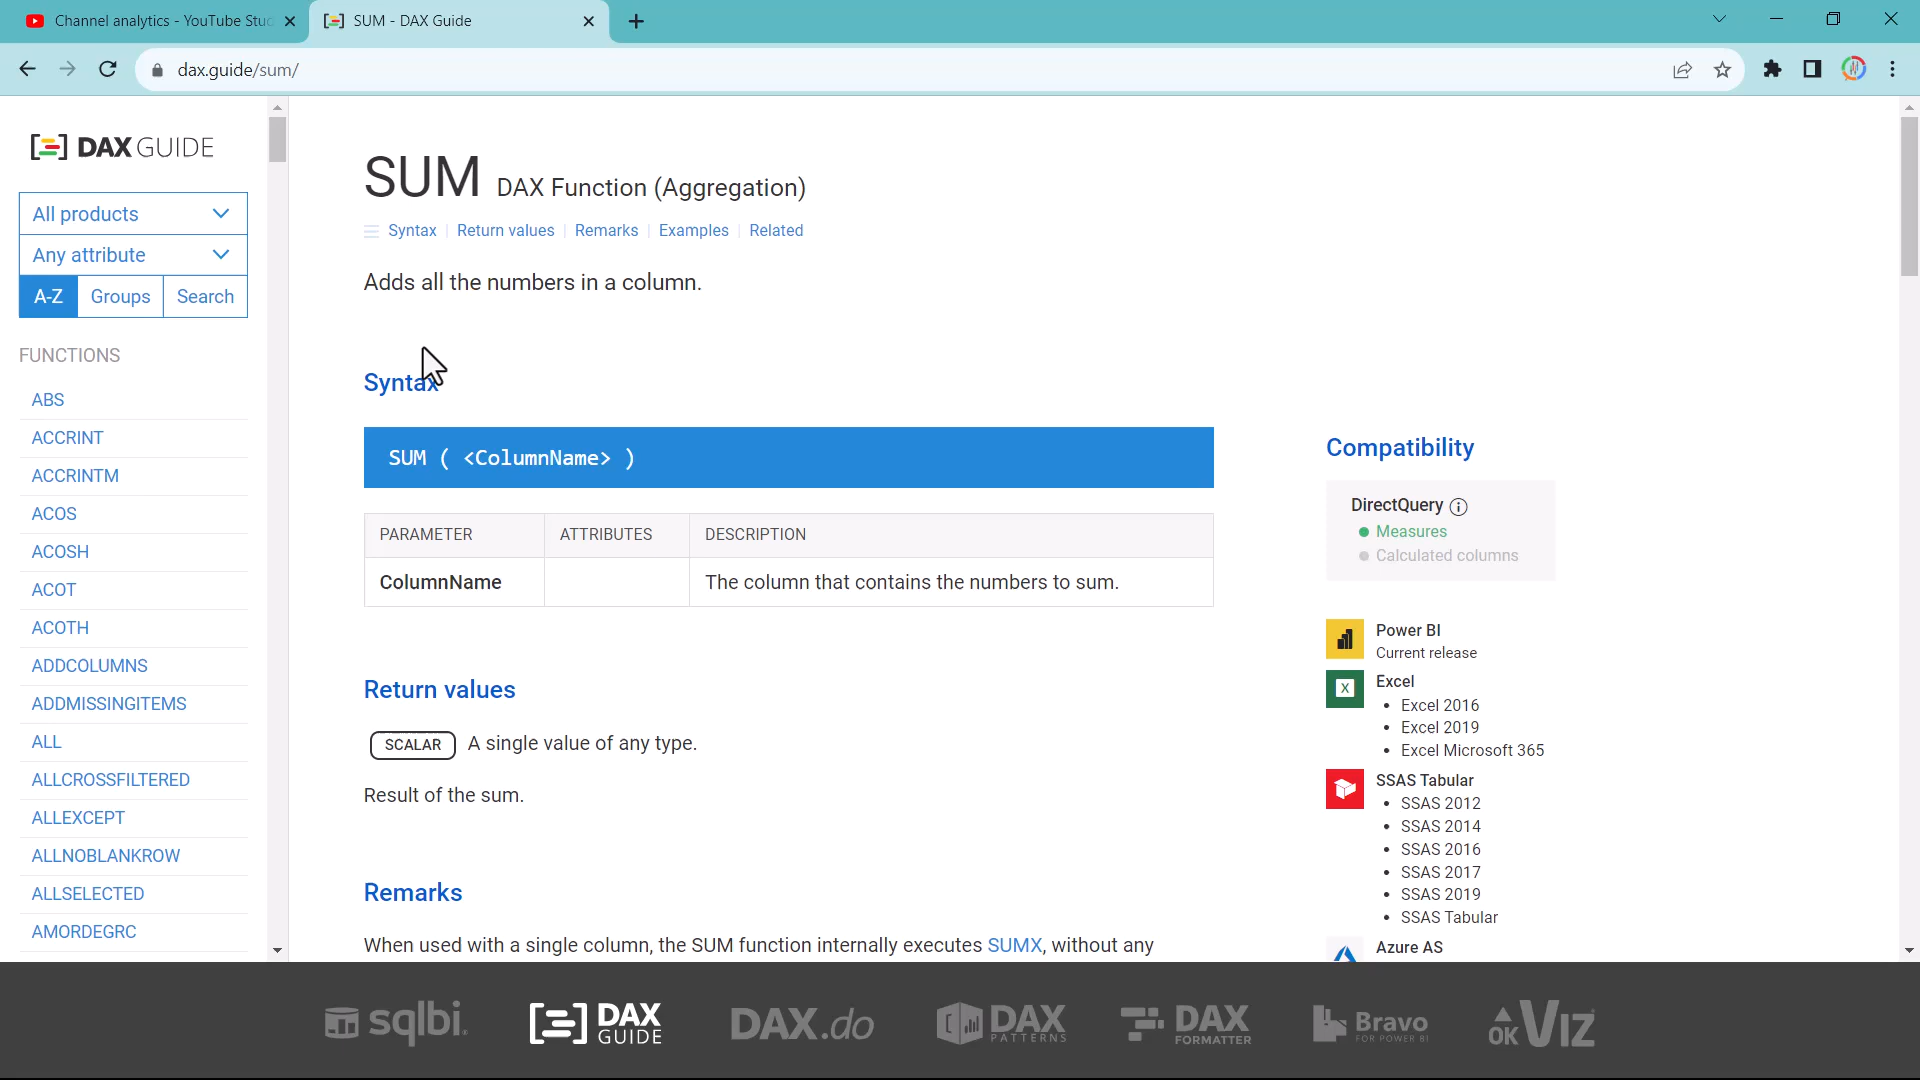 Channel analytics - YouTube Stu
SUM - DAX Guide
dax.guide/sum/
DAX GUIDE
All products
Any attribute
A-Z Groups Search
FUNCTIONS
ABS
ACCRINT
ACCRINTM
ACOS
ACOSH
ACOT
ACOTH
ADDCOLUMNS
ADDMISSINGITEMS
ALL
ALLCROSSFILTERED
ALLEXCEPT
ALLNOBLANKROW
ALLSELECTED
AMORDEGRC
SUM DAX Function (Aggregation)
Syntax Return values Remarks Examples Related
Adds all the numbers in a column.
Syntax
SUM ( <ColumnName> )
PARAMETER ATTRIBUTES DESCRIPTION
ColumnName The column that contains the numbers to sum.
Return values
SCALAR A single value of any type.
Result of the sum.
Remarks
When used with a single column, the SUM function internally executes SUMX, without any
Compatibility
DirectQuery
Measures
Calculated columns
Power BI
Current release
X
Excel
• Excel 2016
• Excel 2019
• Excel Microsoft 365
SSAS Tabular
• SSAS 2012
• SSAS 2014
• SSAS 2016
• SSAS 2017
• SSAS 2019
• SSAS Tabular
Azure AS
sqlbi.
DAX
GUIDE
DAX.do
DAX
PATTERNS
DAX
FORMATTER
Bravo
FOR POWER BI
OK VIZ